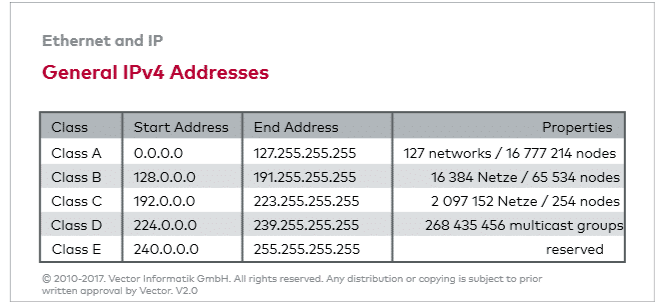 Ethernet and IP
General IPv4 Addresses
Class Start Address End Address Properties
Class A 0.0.0.0 127.255.255.255 127 networks / 16 777 214 nodes
Class B 128.0.0.0 191.255.255.255 16 384 Netze / 65 534 nodes
Class C 192.0.0.0 223.255.255.255 2 097 152 Netze / 254 nodes
Class D 224.0.0.0 239.255.255.255 268 435 456 multicast groups
Class E 240.0.0.0 255.255.255.255 reserved
© 2010-2017. Vector Informatik GmbH. All rights reserved. Any distribution or copying is subject to prior
written approval by Vector. V2.0